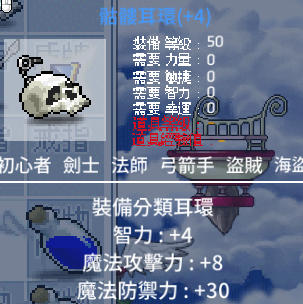 骷髏耳環(+4)
裝備 等級 : 50
需要 力量 : 0
需要 敏捷 : 0
需要 智力 : 0
需要 幸運 : 0
初心者 劍士 法師 弓箭手 盜賊 海盜
裝備分類耳環
智力 : +4
魔法攻擊力 : +8
魔法防禦力 : +30